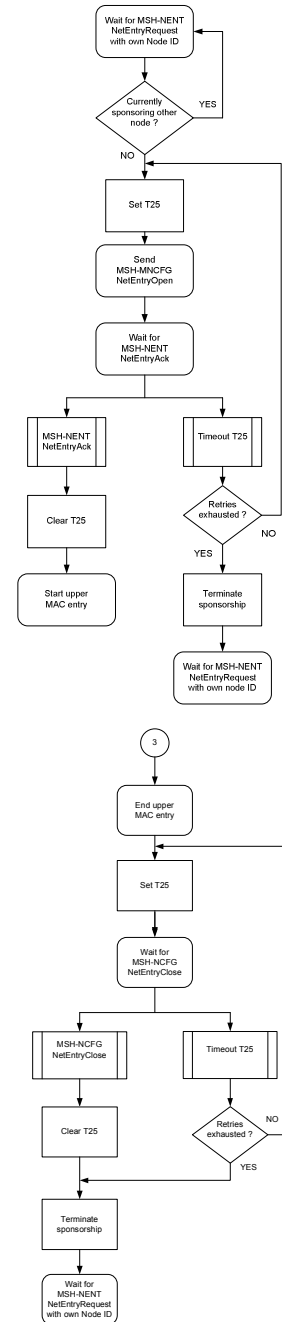 Wait for MSH-NENT
NetEntryRequest
with own Node ID
Currently
sponsoring other
node ?
YES
NO
Set T25
Send
MSH-MNCFG
NetEntryOpen
Wait for
MSH-NENT
NetEntryAck
MSH-NENT
NetEntryAck
Timeout T25
Clear T25
Retries
exhausted ?
NO
YES
Start upper
MAC entry
Terminate
sponsorship
Wait for MSH-NENT
NetEntryRequest
with own node ID
3
End upper
MAC entry
Set T25
Wait for
MSH-NCFG
NetEntryClose
MSH-NCFG
NetEntryClose
Timeout T25
Clear T25
Retries
exhausted ?
NO
YES
Terminate
sponsorship
Wait for
MSH-NENT
NetEntryRequest
with own Node ID